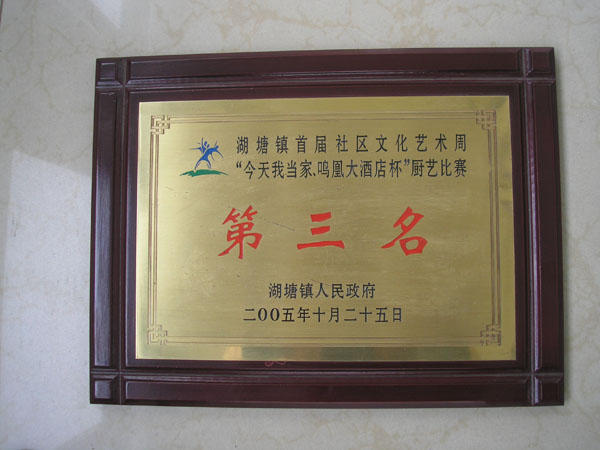 湖塘镇首届社区文化艺术周
“今天我当家、鸣凰大酒店杯”厨艺比赛
第三名
湖塘镇人民政府
二00五年十月二十五日